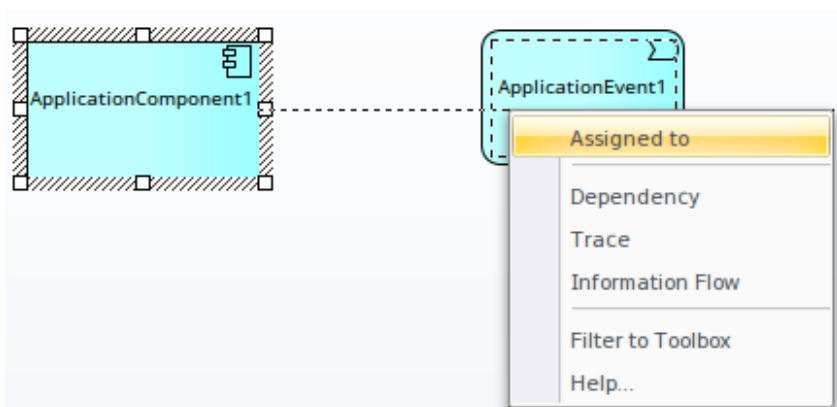 ApplicationComponent1
ApplicationEvent1
Assigned to
Dependency
Trace
Information Flow
Filter to Toolbox
Help...